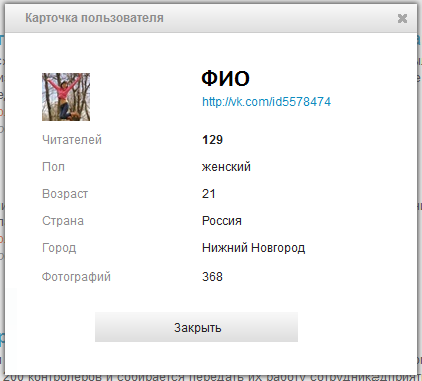 Карточка пользователя
ФИО
http://vk.com/id5578474
Читателей 129
Пол женский
Возраст 21
Страна Россия
Город Нижний Новгород
Фотографий 368
Закрыть
200 контролеров и собирается передать их работу